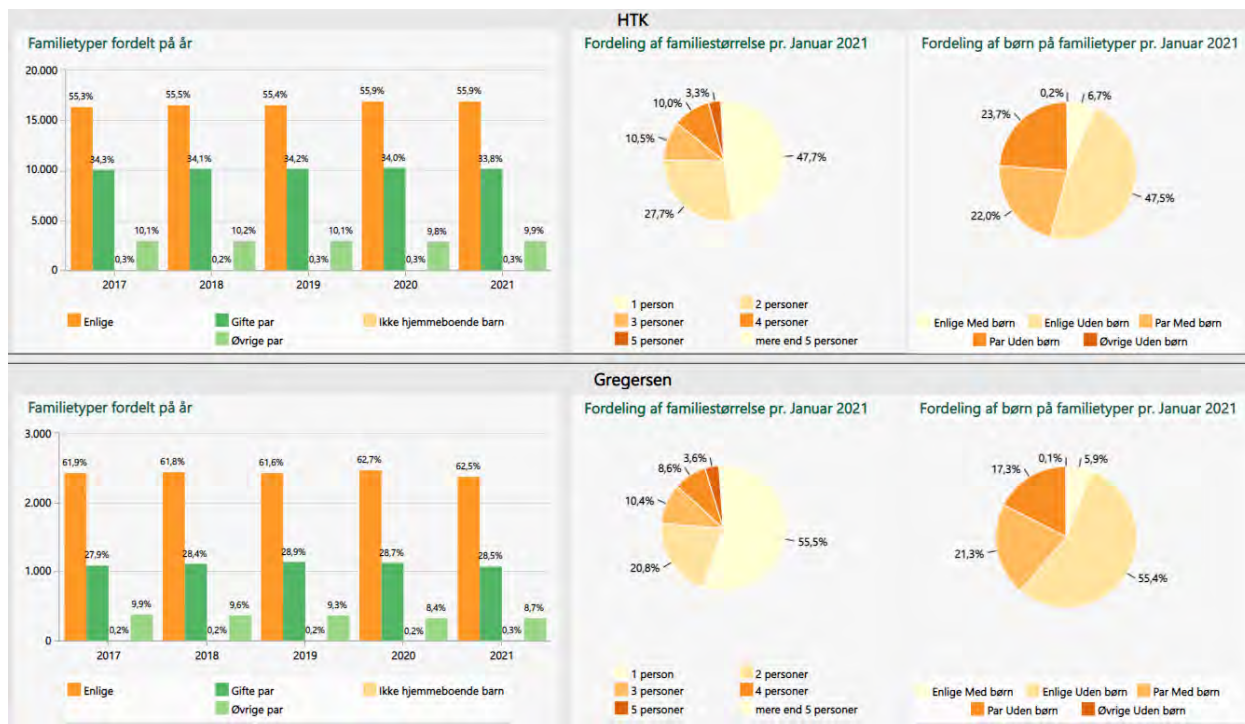 HTK
Familietyper fordelt på år
20.000
15.000
10.000
5.000
0
55,3%
34,3%
0,3%
10,1%
55,5%
34,1%
0,2%
10,2%
55,4%
34,2%
0,3%
10,1%
55,9%
34,0%
0,3%
9,8%
55,9%
33,8%
0,3%
9,9%
2017 2018 2019 2020 2021
Enlige Gifte par Ikke hjemmeboende barn
Øvrige par
Fordeling af familiestørrelse pr. Januar 2021
3,3%
10,0%
10,5%
27,7%
47,7%
1 person 2 personer
3 personer 4 personer
5 personer mere end 5 personer
Fordeling af børn på familietyper pr. Januar 2021
0,2% 6,7%
23,7%
22,0%
47,5%
Enlige Med børn Enlige Uden børn Par Med børn
Par Uden børn Øvrige Uden børn
Gregersen
Familietyper fordelt på år
3.000
2.000
1.000
0
61,9%
27,9%
0,2%
9,9%
61,8%
28,4%
0,2%
9,6%
61,6%
28,9%
0,2%
9,3%
62,7%
28,7%
0,2%
8,4%
62,5%
28,5%
0,3%
8,7%
2017 2018 2019 2020 2021
Enlige Gifte par Ikke hjemmeboende barn
Øvrige par
Fordeling af familiestørrelse pr. Januar 2021
3,6%
8,6%
10,4%
20,8%
55,5%
1 person 2 personer
3 personer 4 personer
5 personer mere end 5 personer
Fordeling af børn på familietyper pr. Januar 2021
0,1% 5,9%
17,3%
21,3%
55,4%
Enlige Med børn Enlige Uden børn Par Med børn
Par Uden børn Øvrige Uden børn